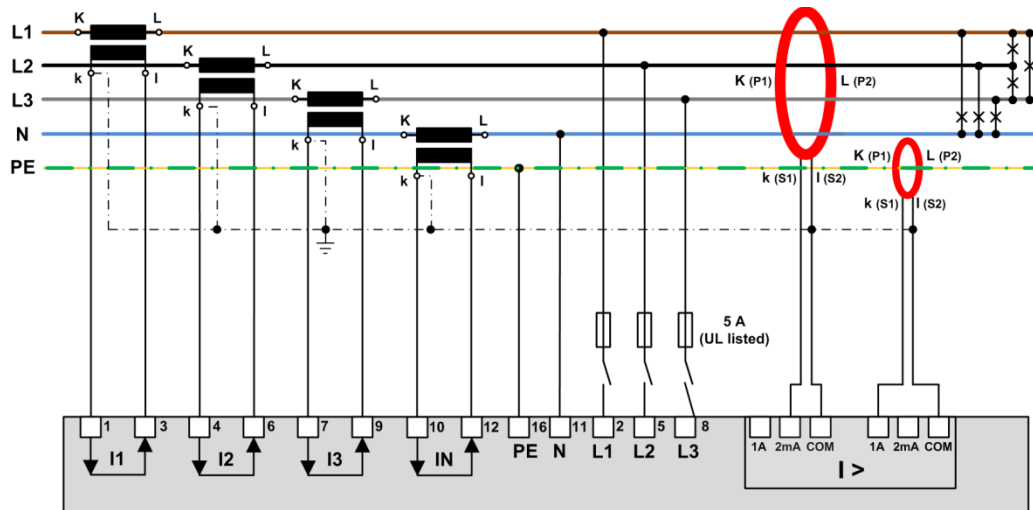 K L
L1
K L
L2
K (P1) L (P2)
k l
K L
L3
k l
K L
N
k l
K (P1) L (P2)
PE
k l
k (S1) l (S2)
k (S1) l (S2)
5 A
(UL listed)
1 3 4 6 7 9 10 12 16 11 2 5 8
1A 2mA COM 1A 2mA COM
I1 I2 I3 IN PE N L1 L2 L3
I >